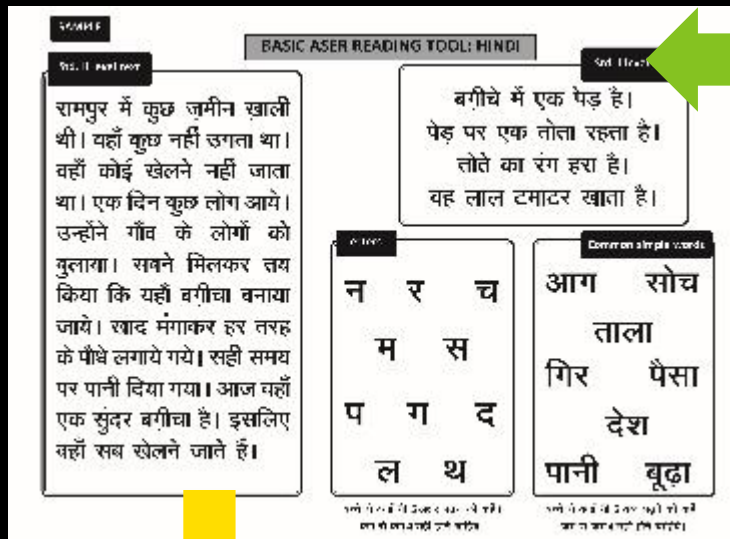 SAMPLE
BASIC ASER READING TOOL: HINDI
Std. II level text
रामपुर में कुछ ज़मीन ख़ाली
थी। यहाँ कुछ नहीं उगता था।
वहाँ कोई खेलने नहीं जाता
था। एक दिन कुछ लोग आये।
उन्होंने गाँव के लोगों को
बुलाया। सबने मिलकर तय
किया कि यहाँ बग़ीचा बनाया
जाये। खाद मंगाकर हर तरह
के पौधे लगाये गये। सही समय
पर पानी दिया गया। आज वहाँ
एक सुंदर बग़ीचा है। इसलिए
वहाँ सब खेलने जाते हैं।
Std. I level
बग़ीचे में एक पेड़ है।
पेड़ पर एक तोता रहता है।
तोते का रंग हरा है।
वह लाल टमाटर खाता है।
Letters
न र च
म स
प ग द
ल थ
Common simple words
आग सोच
ताला
गिर पैसा
देश
पानी बूढ़ा